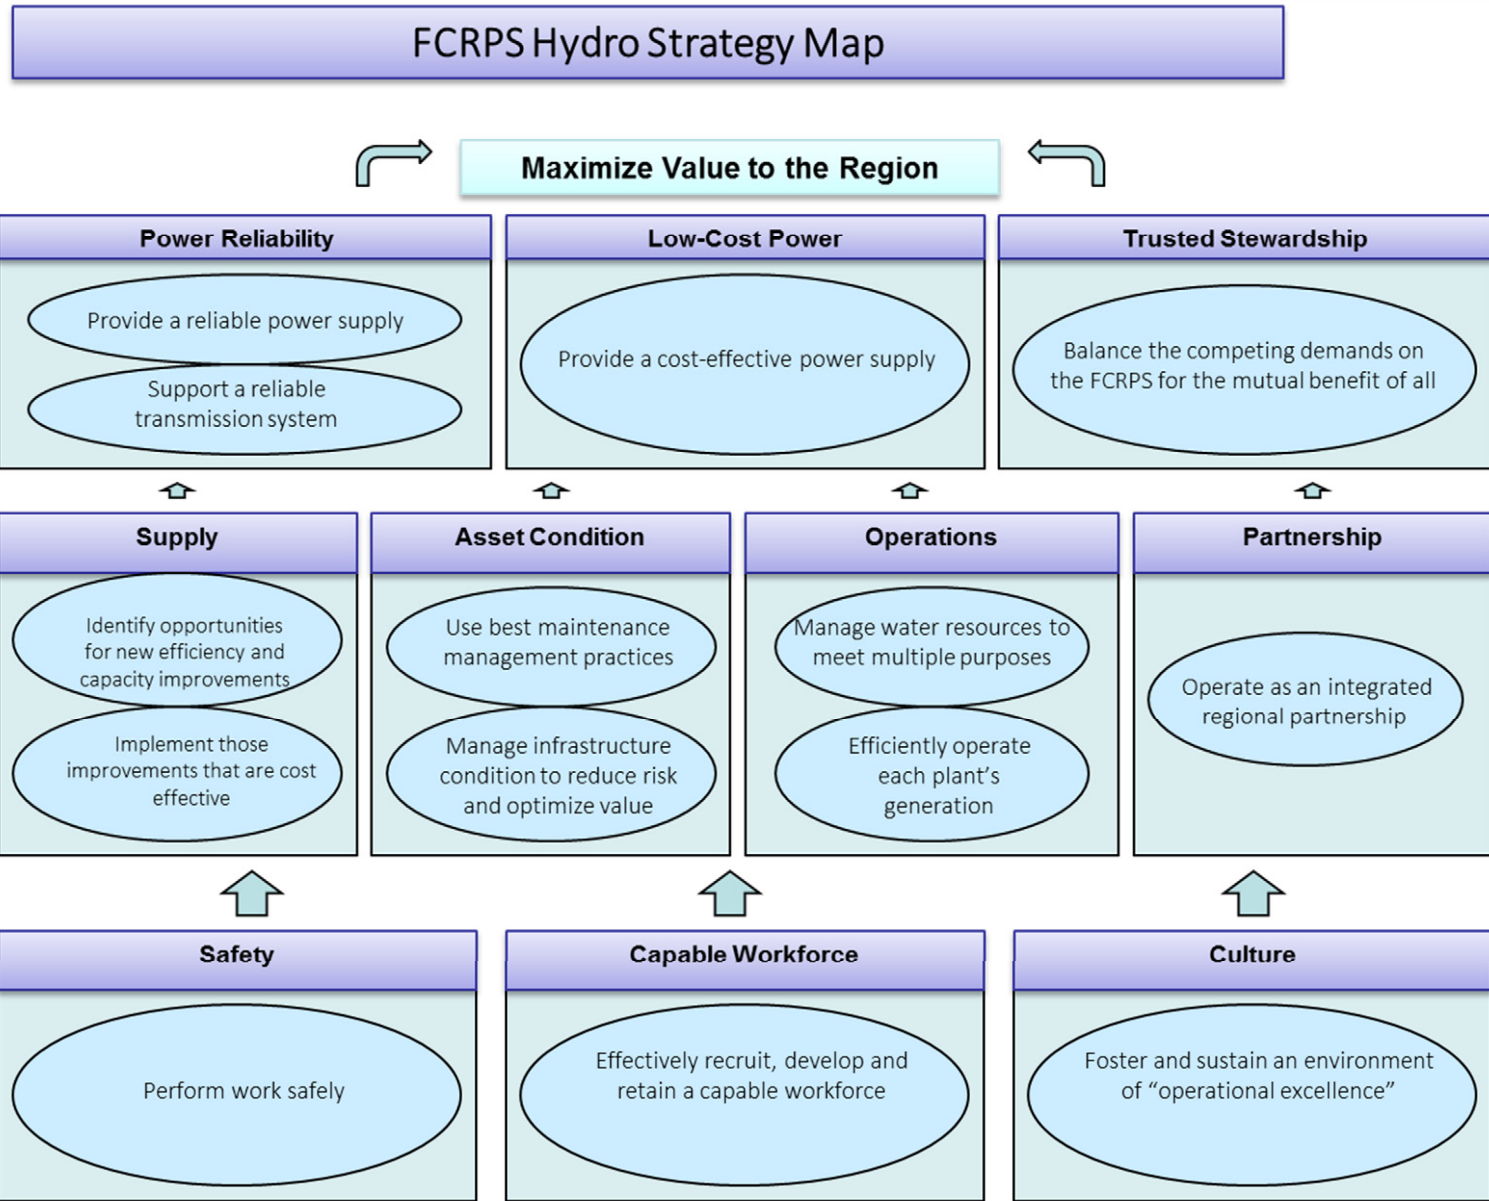 FCRPS Hydro Strategy Map
Maximize Value to the Region
Power Reliability
Low-Cost Power
Trusted Stewardship
Provide a reliable power supply
Support a reliable
transmission system
Provide a cost-effective power supply
Balance the competing demands on
the FCRPS for the mutual benefit of all
Supply
Asset Condition
Operations
Partnership
Identify opportunities
for new efficiency and
capacity improvements
Implement those
improvements that are cost
effective
Use best maintenance
management practices
Manage infrastructure
condition to reduce risk
and optimize value
Manage water resources to
meet multiple purposes
Efficiently operate
each plant’s
generation
Operate as an integrated
regional partnership
Safety
Capable Workforce
Culture
Perform work safely
Effectively recruit, develop and
retain a capable workforce
Foster and sustain an environment
of “operational excellence”